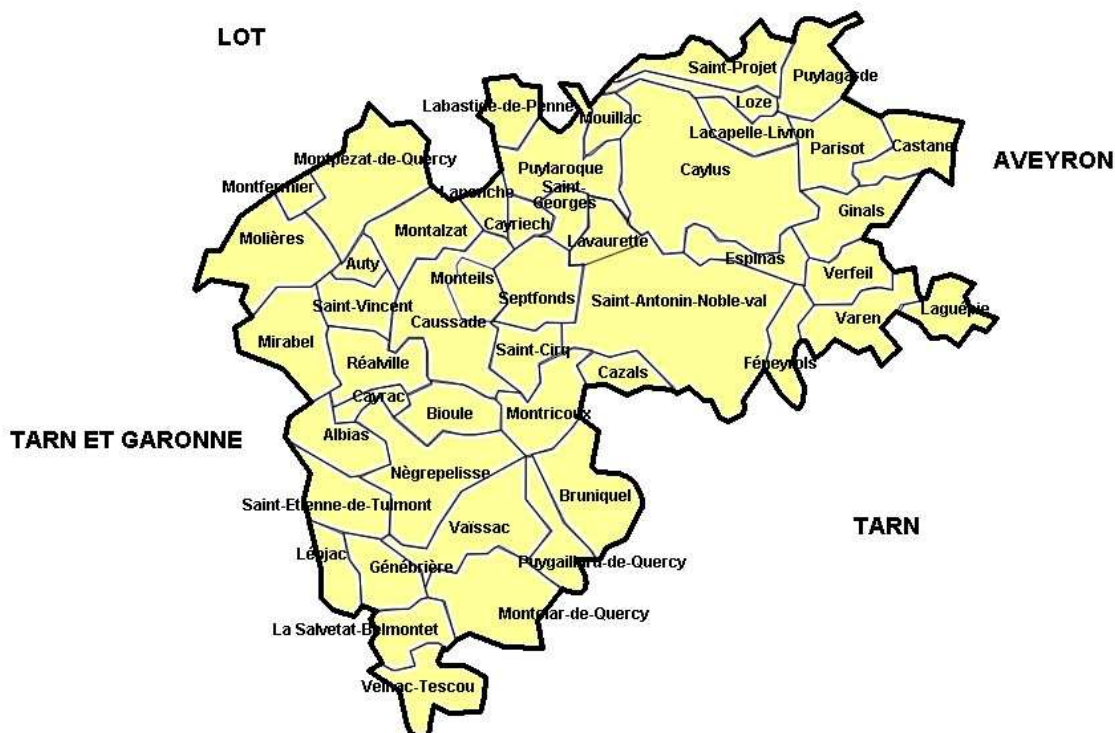 LOT
Saint-Projet
Puylagarde
Labastide-de-Penne
Loze
Mouillac
Lacapelle-Livron
Parisot
Castanet
AVEYRON
Montpezat-de-Quercy
Puylaroque
Caylus
Montfermier
Lapenche
Saint-
Georges
Ginals
Molières
Montalzat
Cayriech
Lavaurette
Auty
Espinas
Verfeil
Monteils
Saint-Vincent
Septfonds
Saint-Antonin-Noble-val
Laguépie
Varen
Caussade
Mirabel
Saint-Cirq
Réalville
Cazals
Féneyrols
Cayrac
Bioule
Montricoux
TARN ET GARONNE
Albias
Nègrepelisse
Bruniquel
Saint-Etienne-de-Tulmont
Vaïssac
TARN
Léojac
Génébrière
Puygaillard-de-Quercy
Montclar-de-Quercy
La Salvetat-Belmontet
Verlhac-Tescou